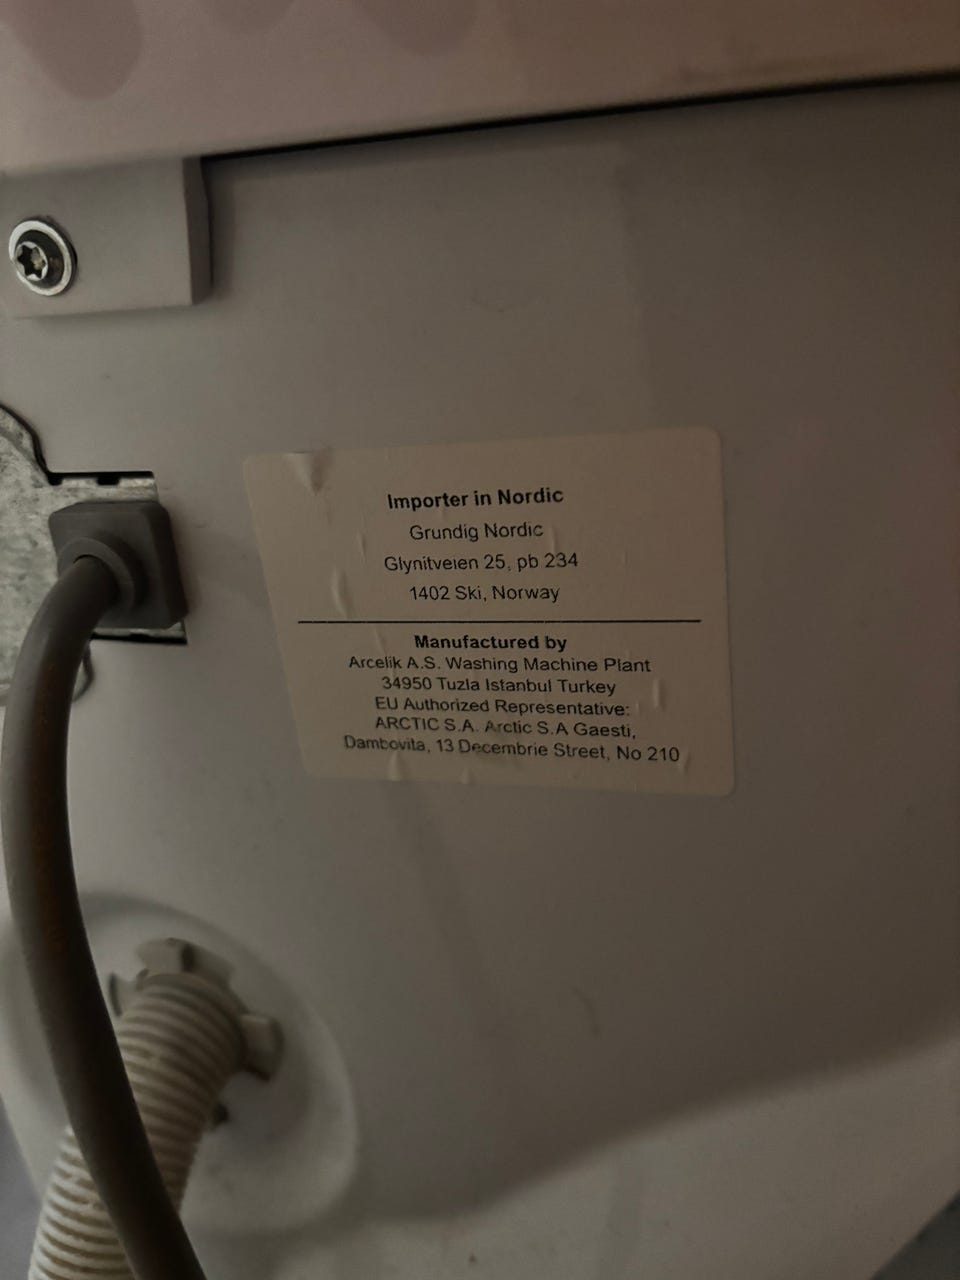 Importer in Nordic
Grundig Nordic
Glynitveien 25, pb 234
1402 Ski, Norway
Manufactured by
Arcelik A.S. Washing Machine Plant
34950 Tuzla Istanbul Turkey
EU Authorized Representative:
ARCTIC S.A. Arctic S.A Gaesti,
Dambovita, 13 Decembrie Street, No 210